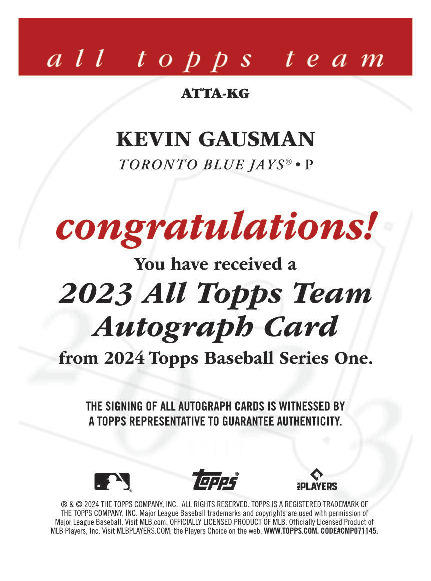 all topps team
ATTA-KG
KEVIN GAUSMAN
TORONTO BLUE JAYS® • P
congratulations!
You have received a
2023 All Topps Team
Autograph Card
from 2024 Topps Baseball Series One.
THE SIGNING OF ALL AUTOGRAPH CARDS IS WITNESSED BY
A TOPPS REPRESENTATIVE TO GUARANTEE AUTHENTICITY.
Topps® PLAYERS
® & © 2024 THE TOPPS COMPANY, INC. ALL RIGHTS RESERVED. TOPPS IS A REGISTERED TRADEMARK OF
THE TOPPS COMPANY, INC. Major League Baseball trademarks and copyrights are used with permission of
Major League Baseball. Visit MLB.com. OFFICIALLY LICENSED PRODUCT OF MLB. Officially Licensed Product of
MLB Players, Inc. Visit MLBPLAYERS.COM, the Players Choice on the web. WWW.TOPPS.COM. CODE#CMP071145.